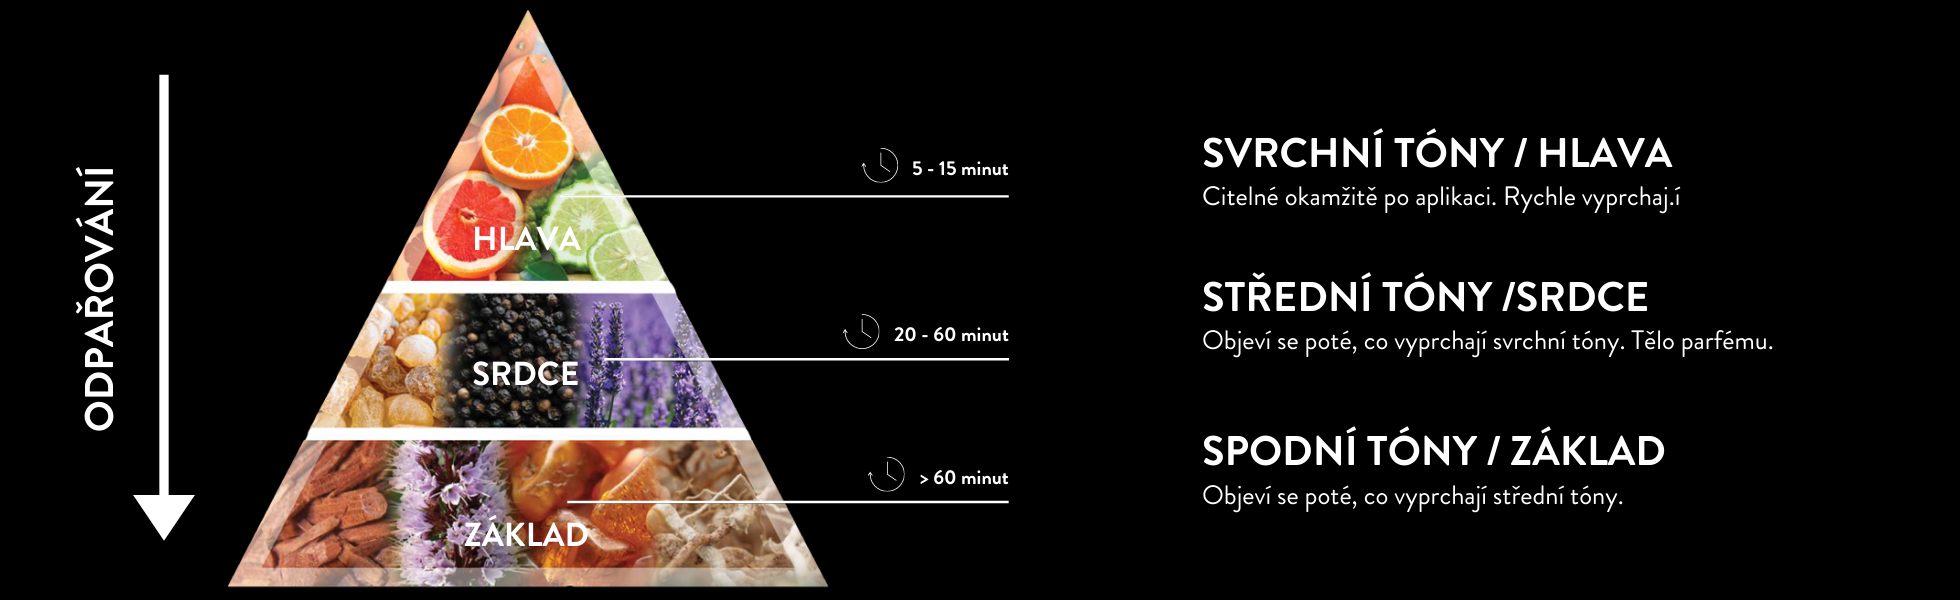 ODPAŘOVÁNÍ
HLAVA
SRDCE
ZÁKLAD
5 - 15 minut
20 - 60 minut
> 60 minut
SVRCHNÍ TÓNY / HLAVA
Citelné okamžitě po aplikaci. Rychle vyprchaj.í
STŘEDNÍ TÓNY /SRDCE
Objeví se poté, co vyprchají svrchní tóny. Tělo parfému.
SPODNÍ TÓNY / ZÁKLAD
Objeví se poté, co vyprchají střední tóny.